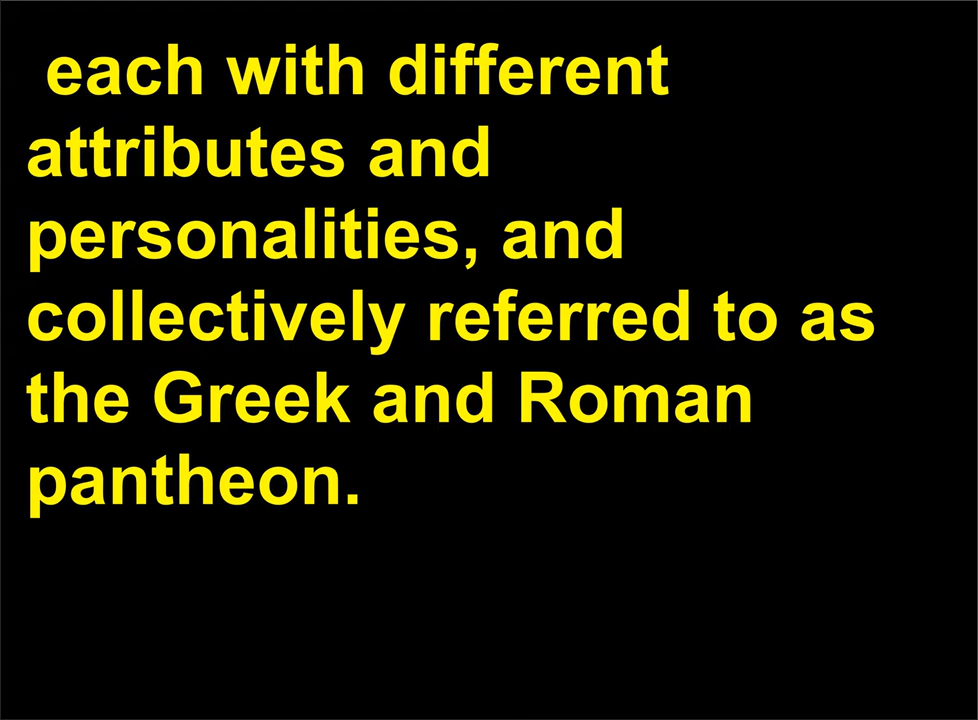 each with different
attributes and
personalities, and
collectively referred to as
the Greek and Roman
pantheon.